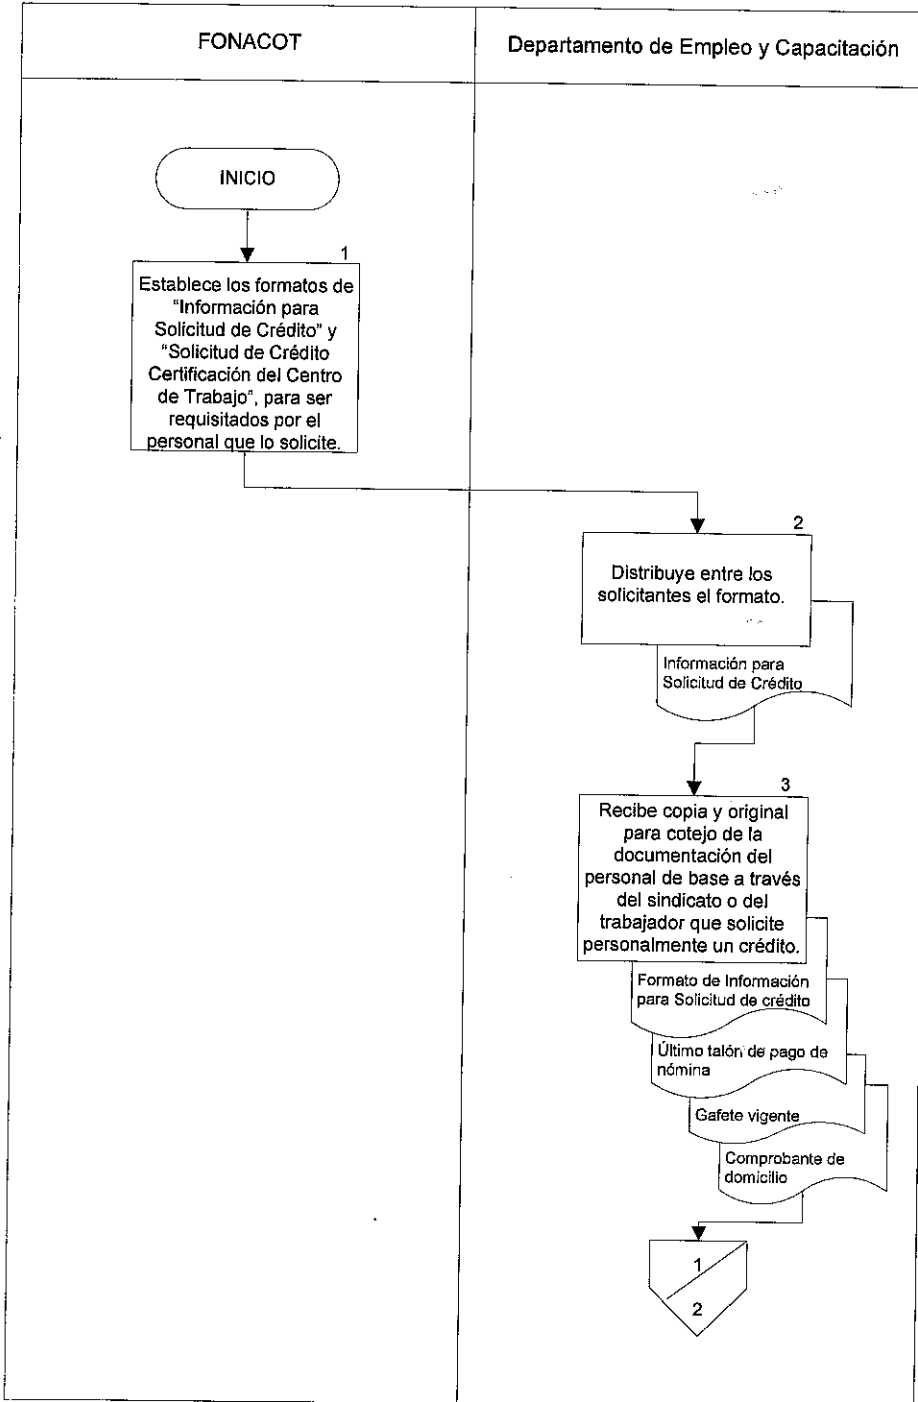 FONACOT
Departamento de Empleo y Capacitación
INICIO
1
Establece los formatos de
"Información para
Solicitud de Crédito" y
"Solicitud de Crédito
Certificación del Centro
de Trabajo", para ser
requisitados por el
personal que lo solicite.
2
Distribuye entre los
solicitantes el formato.
Información para
Solicitud de Crédito
3
Recibe copia y original
para cotejo de la
documentación del
personal de base a través
del sindicato o del
trabajador que solicite
personalmente un crédito.
Formato de Información
para Solicitud de crédito
Último talón de pago de
nómina
Gafete vigente
Comprobante de
domicilio
1
2